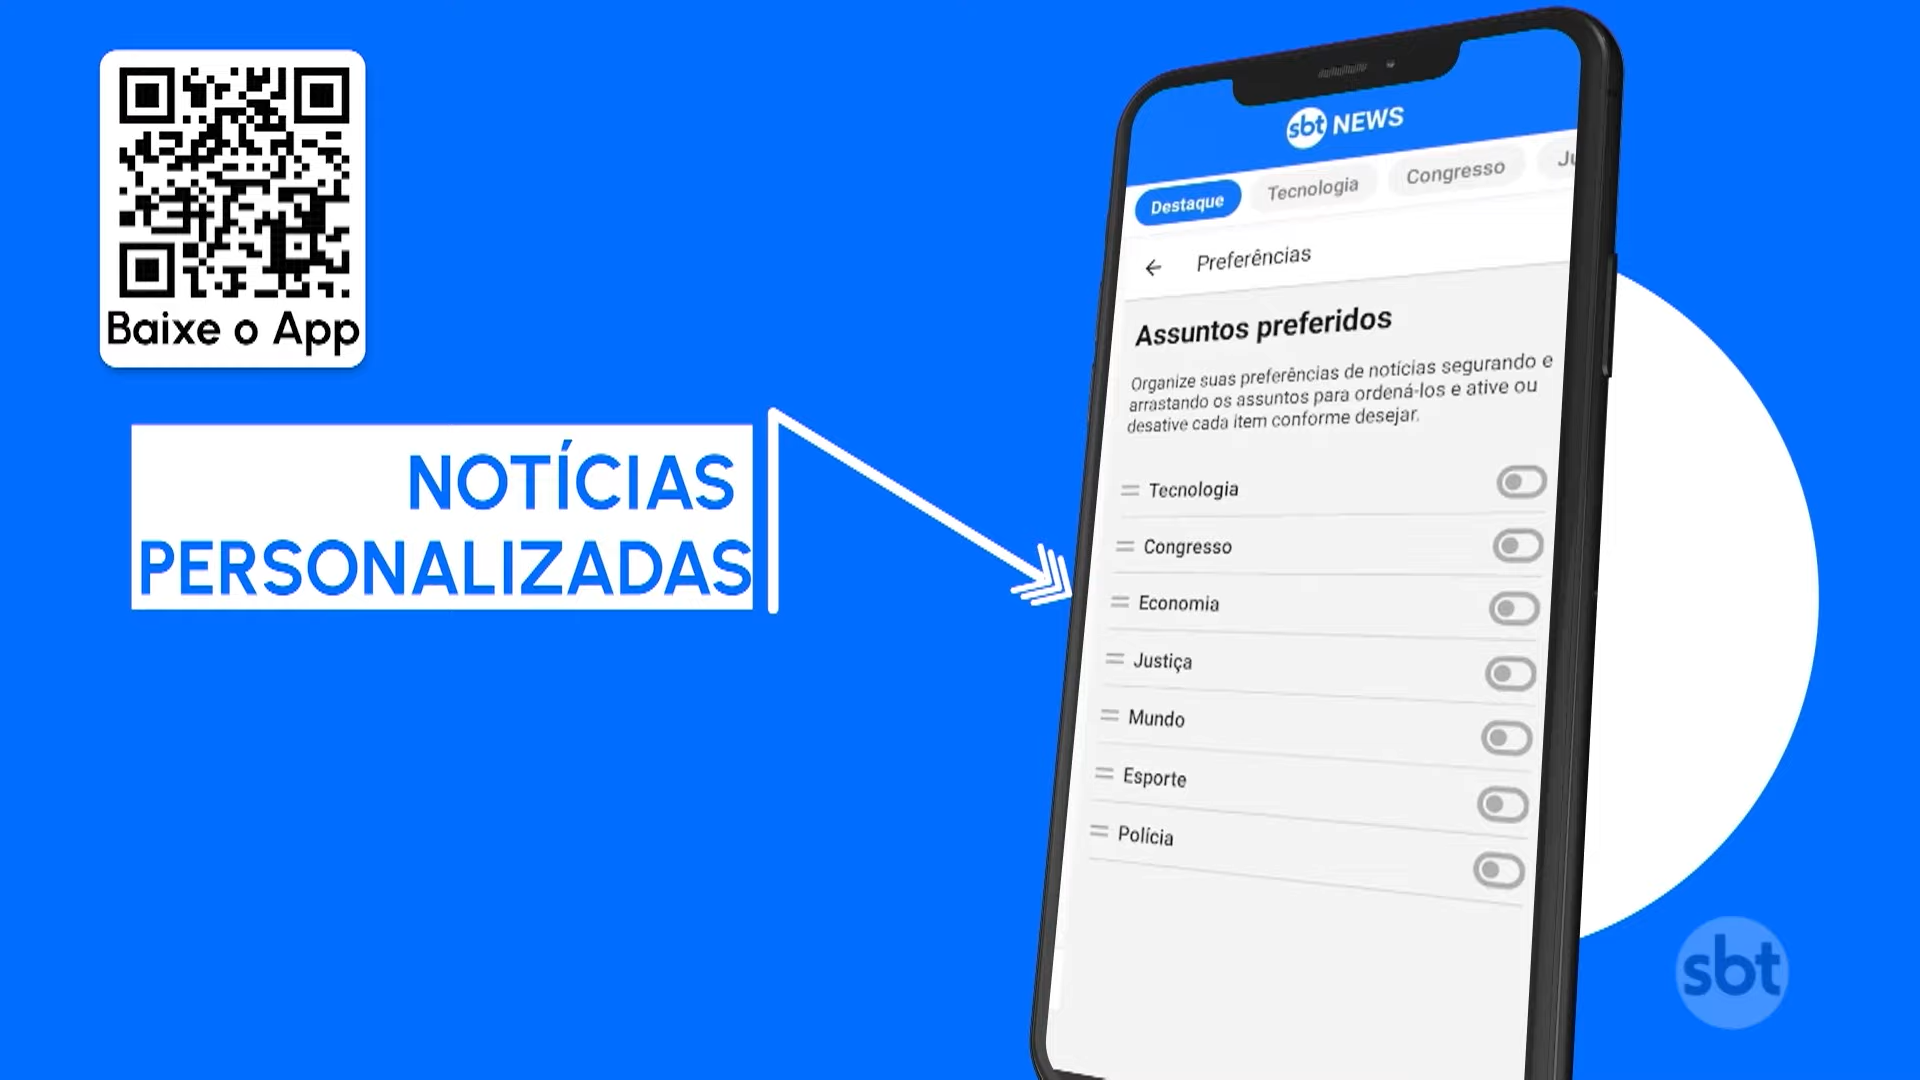 Baixe o App
NOTÍCIAS
PERSONALIZADAS
sbt NEWS
Destaque Tecnologia Congresso Ju
Preferências
Assuntos preferidos
Organize suas preferências de notícias segurando e
arrastando os assuntos para ordená-los e ative ou
desative cada item conforme desejar.
Tecnologia
Congresso
Economia
Justiça
Mundo
Esporte
Polícia
sbt